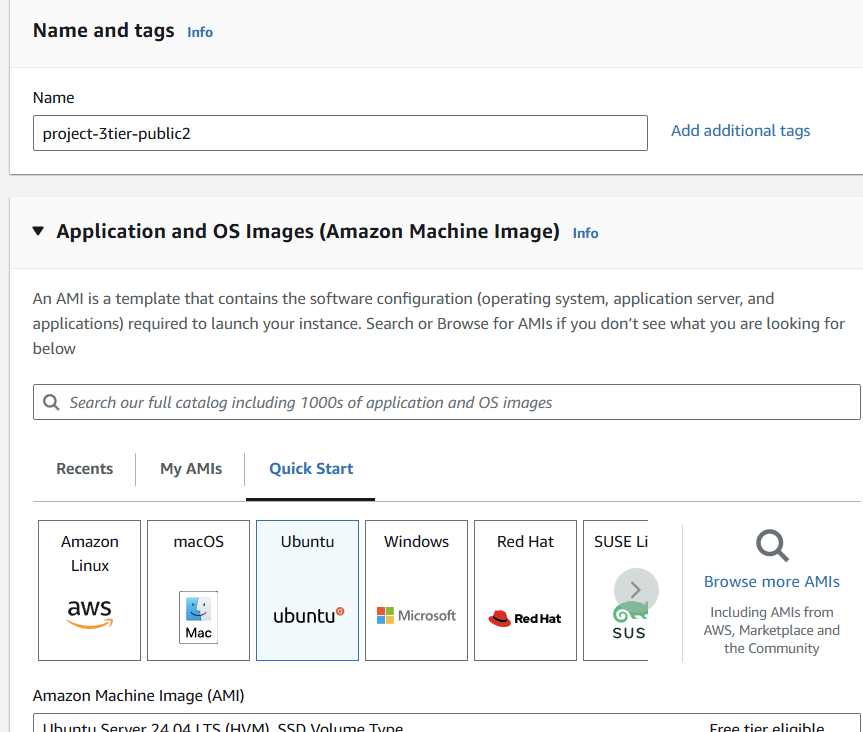 Name and tags Info
Name
project-3tier-public2
Add additional tags
Application and OS Images (Amazon Machine Image) Info
An AMI is a template that contains the software configuration (operating system, application server, and
applications) required to launch your instance. Search or Browse for AMIs if you don't see what you are looking for
below
Search our full catalog including 1000s of application and OS images
Recents
My AMIs
Quick Start
Amazon
Linux
aws
macOS
Mac
Ubuntu
ubuntu
Windows
Microsoft
Red Hat
Red Hat
SUSE Li
SUS
Browse more AMIs
Including AMIs from
AWS, Marketplace and
the Community
Amazon Machine Image (AMI)
Ubuntu Server 24.04 LTS (HVM), SSD Volume Type
Free tier eligible